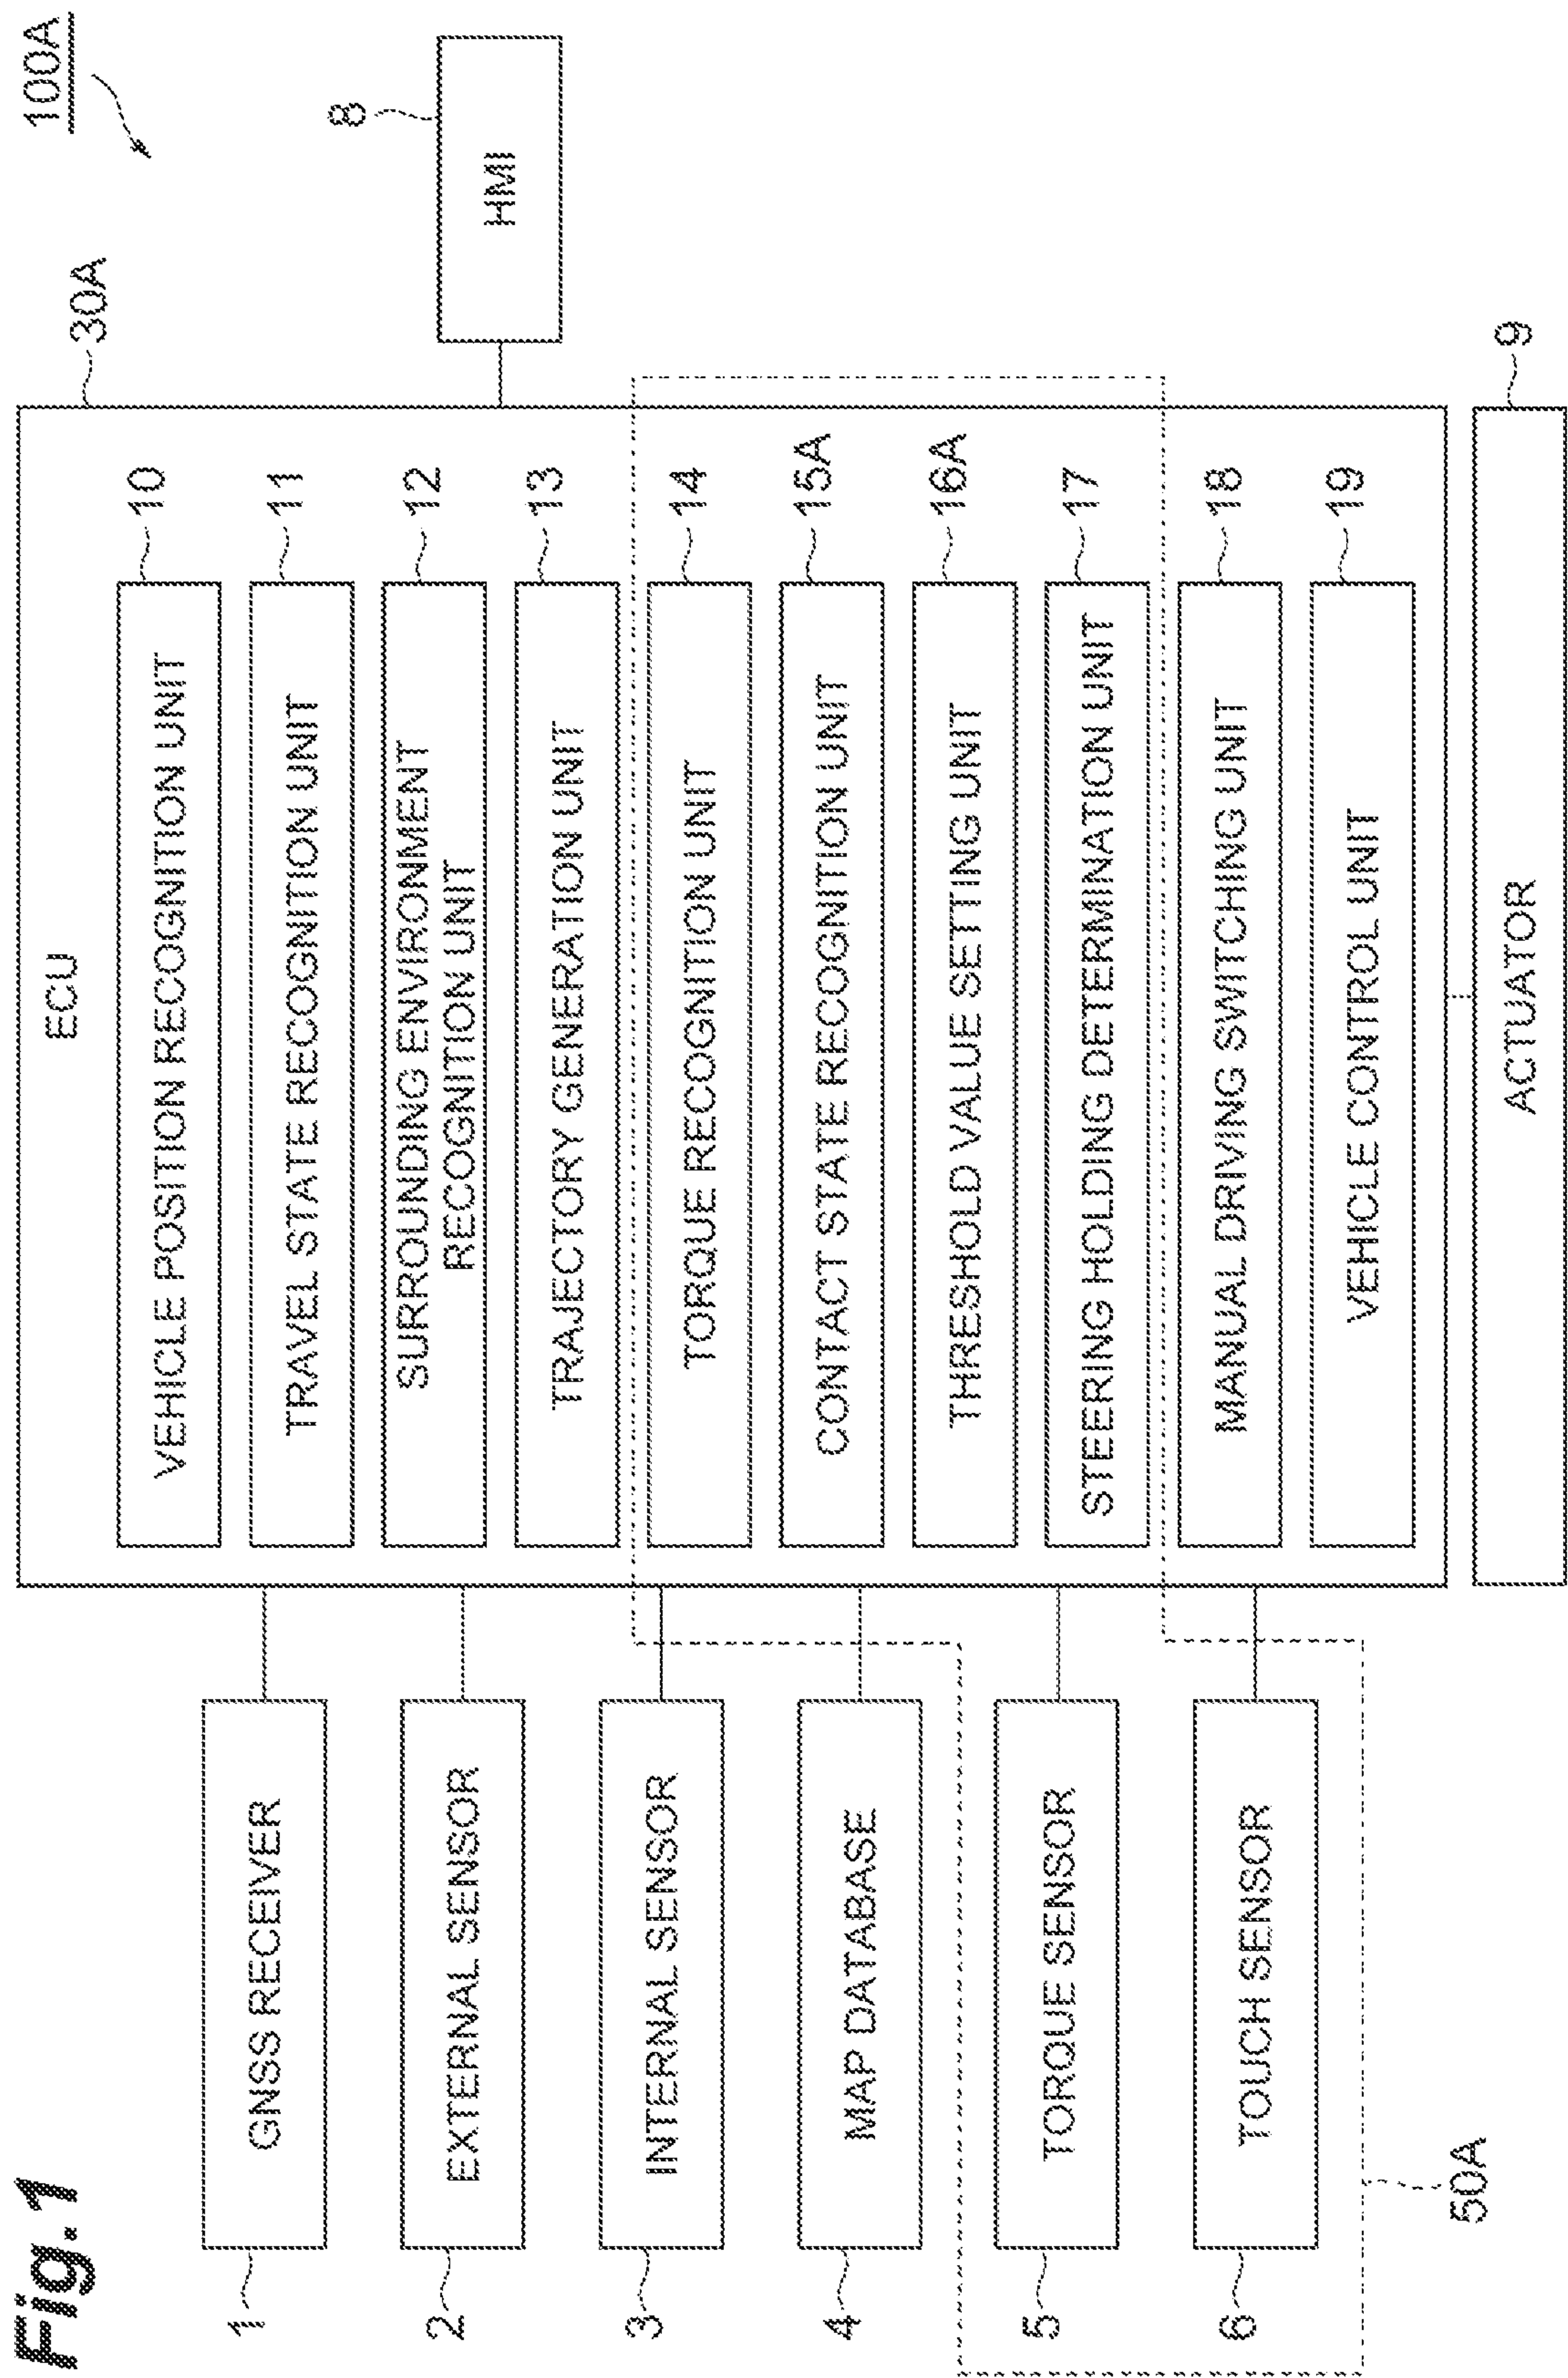 Fig.1
100A
30A
ECU
1
GNSS RECEIVER
2
EXTERNAL SENSOR
3
INTERNAL SENSOR
4
MAP DATABASE
5
TORQUE SENSOR
6
TOUCH SENSOR
50A
VEHICLE POSITION RECOGNITION UNIT
10
TRAVEL STATE RECOGNITION UNIT
11
SURROUNDING ENVIRONMENT
RECOGNITION UNIT
12
TRAJECTORY GENERATION UNIT
13
TORQUE RECOGNITION UNIT
14
CONTACT STATE RECOGNITION UNIT
15A
THRESHOLD VALUE SETTING UNIT
16A
STEERING HOLDING DETERMINATION UNIT
17
MANUAL DRIVING SWITCHING UNIT
18
VEHICLE CONTROL UNIT
19
8
HMI
ACTUATOR
9